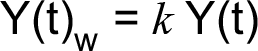 Y(t)w = k Y(t)